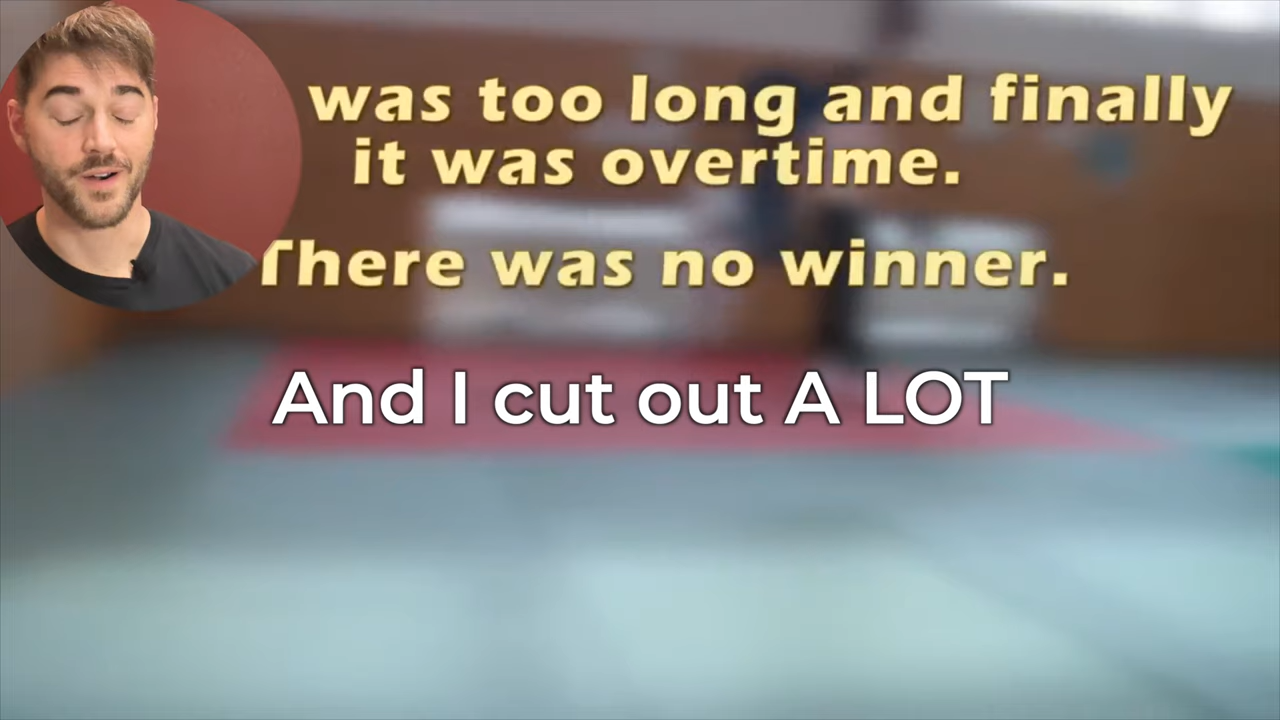 was too long and finally
it was overtime.
There was no winner.
And I cut out A LOT